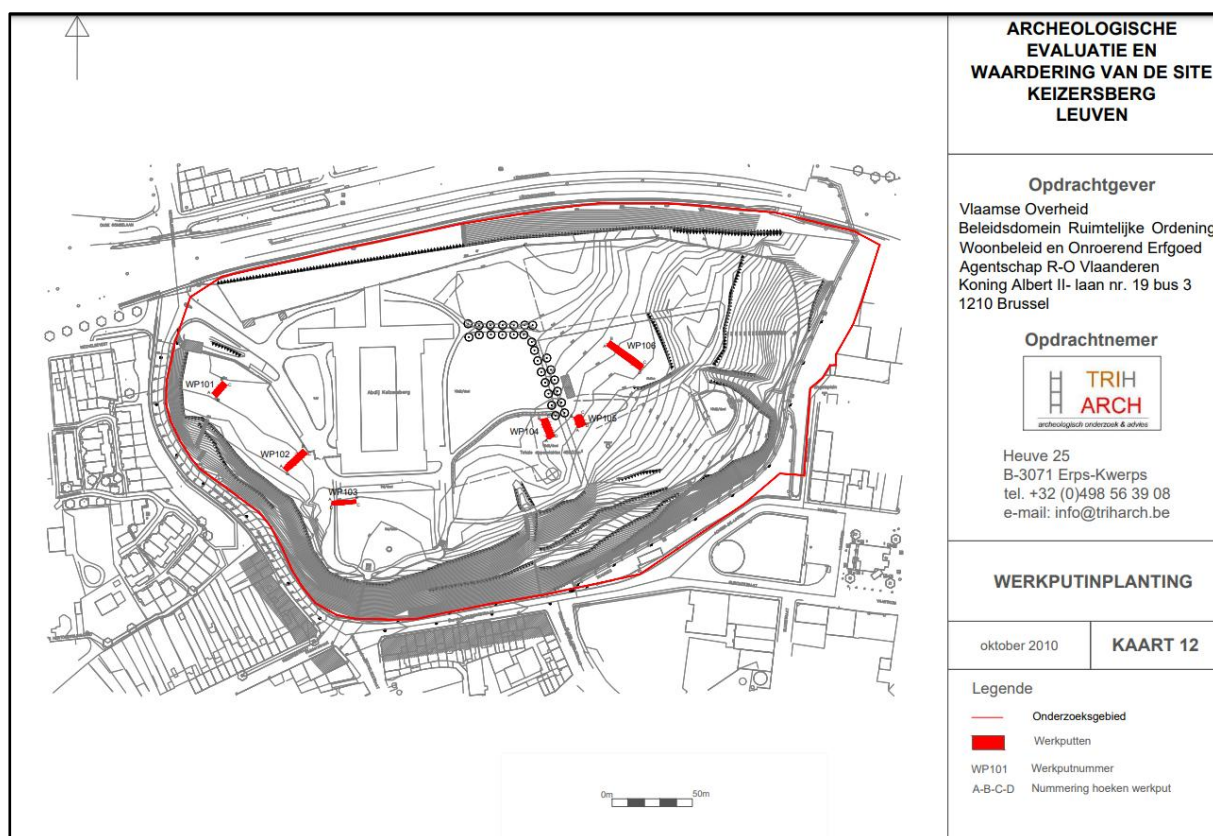 ARCHEOLOGISCHE
EVALUATIE EN
WAARDERING VAN DE SITE
KEIZERSBERG
LEUVEN
Opdrachtgever
Vlaamse Overheid
Beleidsdomein Ruimtelijke Ordening
Woonbeleid en Onroerend Erfgoed
Agentschap R-O Vlaanderen
Koning Albert II- laan nr. 19 bus 3
1210 Brussel
Opdrachtnemer
TRIH
ARCH
archeologisch onderzoek & advies
Heuve 25
B-3071 Erps-Kwerps
tel. +32 (0)498 56 39 08
e-mail: info@triharch.be
WERKPUTINPLANTING
oktober 2010
KAART 12
Legende
Onderzoeksgebied
Werkputten
WP101 Werkputnummer
A-B-C-D Nummering hoeken werkput
WP106
WP101
Abdij Keizersberg
WP105
WP104
WP102
WP103
0m 50m